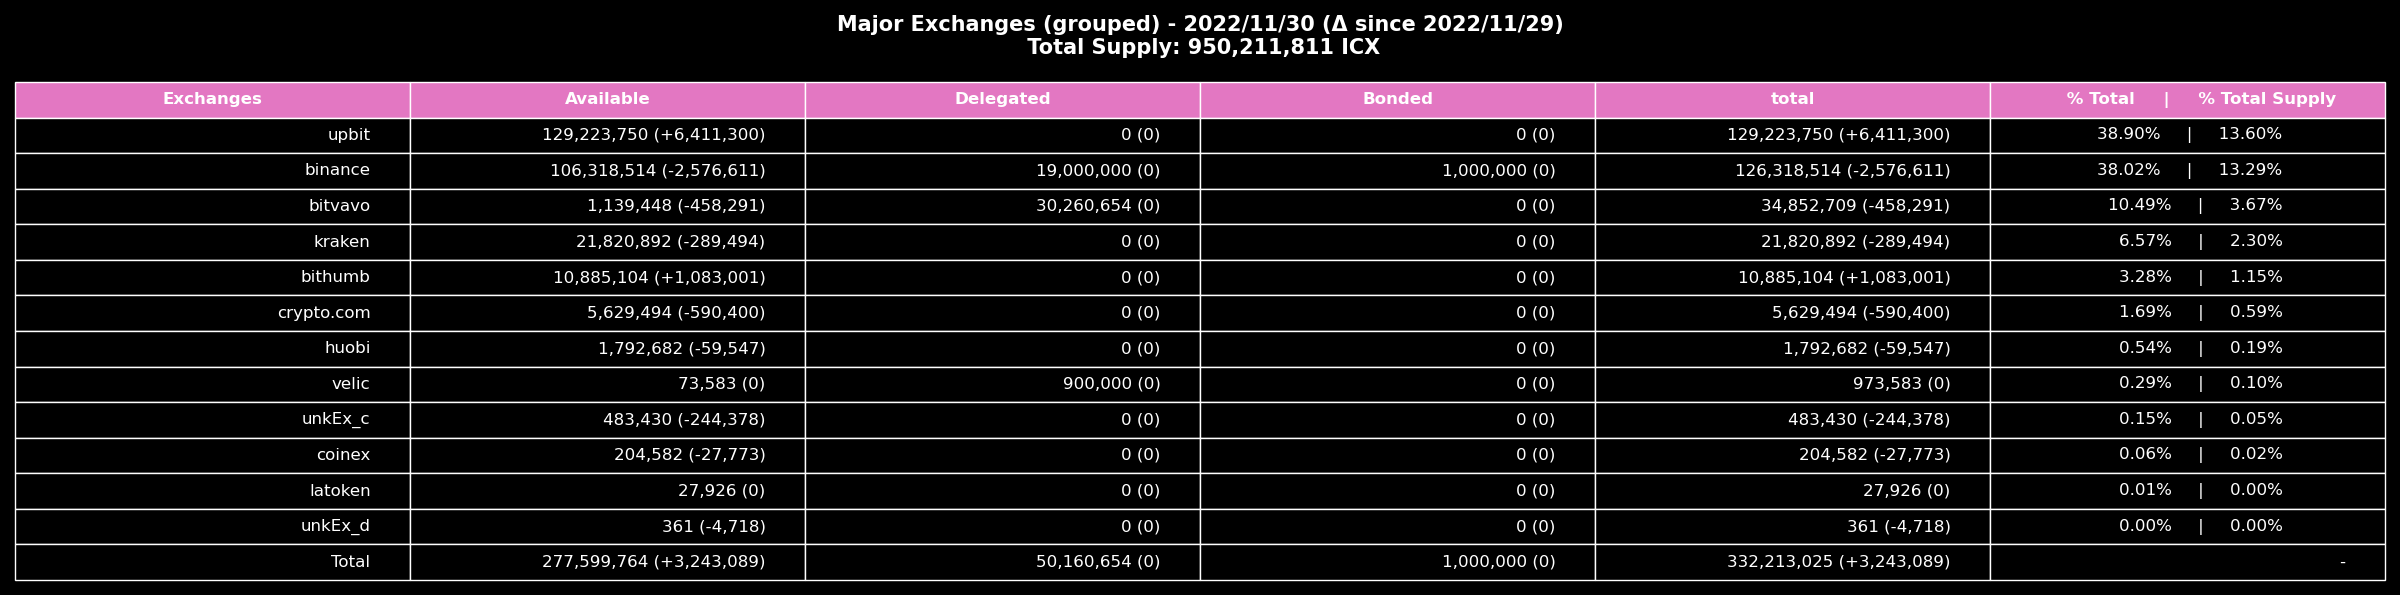 Major Exchanges (grouped) - 2022/11/30 (Δ since 2022/11/29)
Total Supply: 950,211,811 ICX
Exchanges Available Delegated Bonded total % Total | % Total Supply
upbit 129,223,750 (+6,411,300) 0 (0) 0 (0) 129,223,750 (+6,411,300) 38.90% | 13.60%
binance 106,318,514 (-2,576,611) 19,000,000 (0) 1,000,000 (0) 126,318,514 (-2,576,611) 38.02% | 13.29%
bitvavo 1,139,448 (-458,291) 30,260,654 (0) 0 (0) 34,852,709 (-458,291) 10.49% | 3.67%
kraken 21,820,892 (-289,494) 0 (0) 0 (0) 21,820,892 (-289,494) 6.57% | 2.30%
bithumb 10,885,104 (+1,083,001) 0 (0) 0 (0) 10,885,104 (+1,083,001) 3.28% | 1.15%
crypto.com 5,629,494 (-590,400) 0 (0) 0 (0) 5,629,494 (-590,400) 1.69% | 0.59%
huobi 1,792,682 (-59,547) 0 (0) 0 (0) 1,792,682 (-59,547) 0.54% | 0.19%
velic 73,583 (0) 900,000 (0) 0 (0) 973,583 (0) 0.29% | 0.10%
unkEx_c 483,430 (-244,378) 0 (0) 0 (0) 483,430 (-244,378) 0.15% | 0.05%
coinex 204,582 (-27,773) 0 (0) 0 (0) 204,582 (-27,773) 0.06% | 0.02%
latoken 27,926 (0) 0 (0) 0 (0) 27,926 (0) 0.01% | 0.00%
unkEx_d 361 (-4,718) 0 (0) 0 (0) 361 (-4,718) 0.00% | 0.00%
Total 277,599,764 (+3,243,089) 50,160,654 (0) 1,000,000 (0) 332,213,025 (+3,243,089) -